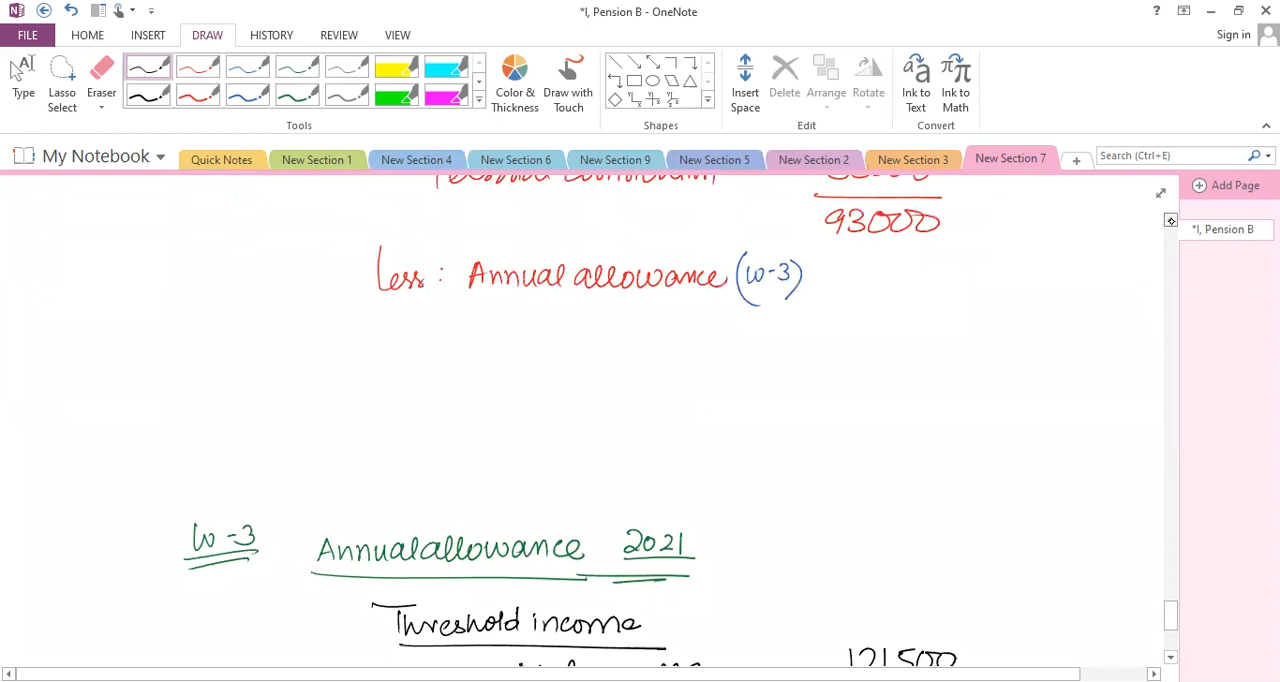 *I, Pension B - OneNote
?
Sign in
FILE HOME INSERT DRAW HISTORY REVIEW VIEW
Type
Lasso Select
Eraser
Color & Thickness
Draw with Touch
Insert Space
Delete
Arrange
Rotate
Ink to Text
Ink to Math
Tools
Shapes
Edit
Convert
My Notebook
Quick Notes New Section 1 New Section 4 New Section 6 New Section 9 New Section 5 New Section 2 New Section 3 New Section 7
Search (Ctrl+E)
Add Page
*I, Pension B
93000
Less: Annual allowance (W-3)
W-3 Annual allowance 2021
Threshold income
121500